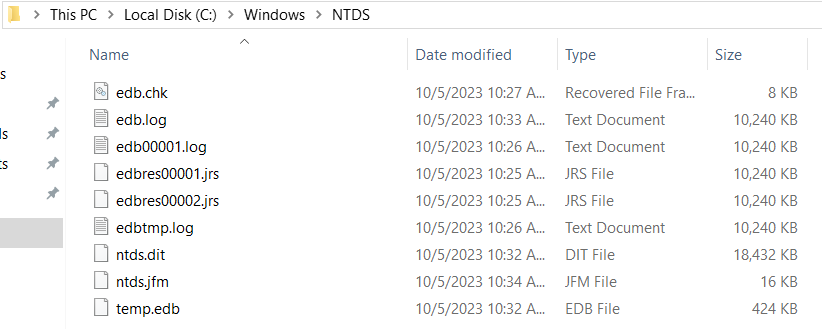 This PC > Local Disk (C:) > Windows > NTDS
Name Date modified Type Size
s
edb.chk 10/5/2023 10:27 A... Recovered File Fra... 8 KB
edb.log 10/5/2023 10:33 A... Text Document 10,240 KB
ls edb00001.log 10/5/2023 10:26 A... Text Document 10,240 KB
ts edbres00001.jrs 10/5/2023 10:25 A... JRS File 10,240 KB
edbres00002.jrs 10/5/2023 10:25 A... JRS File 10,240 KB
edbtmp.log 10/5/2023 10:26 A... Text Document 10,240 KB
ntds.dit 10/5/2023 10:32 A... DIT File 18,432 KB
ntds.jfm 10/5/2023 10:34 A... JFM File 16 KB
temp.edb 10/5/2023 10:32 A... EDB File 424 KB